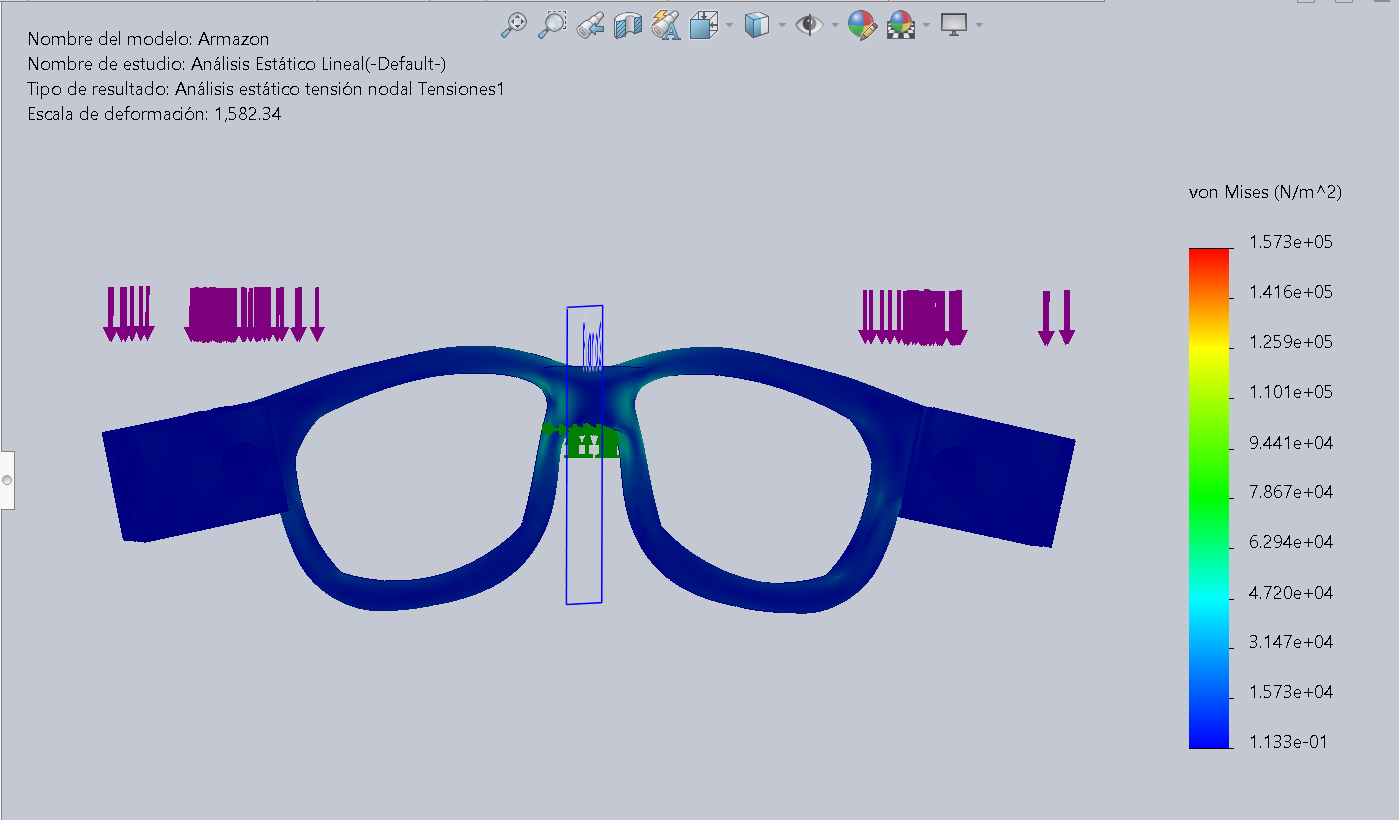 Nombre del modelo: Armazon
Nombre de estudio: Análisis Estático Lineal(-Default-)
Tipo de resultado: Análisis estático tensión nodal Tensiones1
Escala de deformación: 1,582.34
von Mises (N/m^2)
1.573e+05
1.416e+05
1.259e+05
1.101e+05
9.441e+04
7.867e+04
6.294e+04
4.720e+04
3.147e+04
1.573e+04
1.133e-01